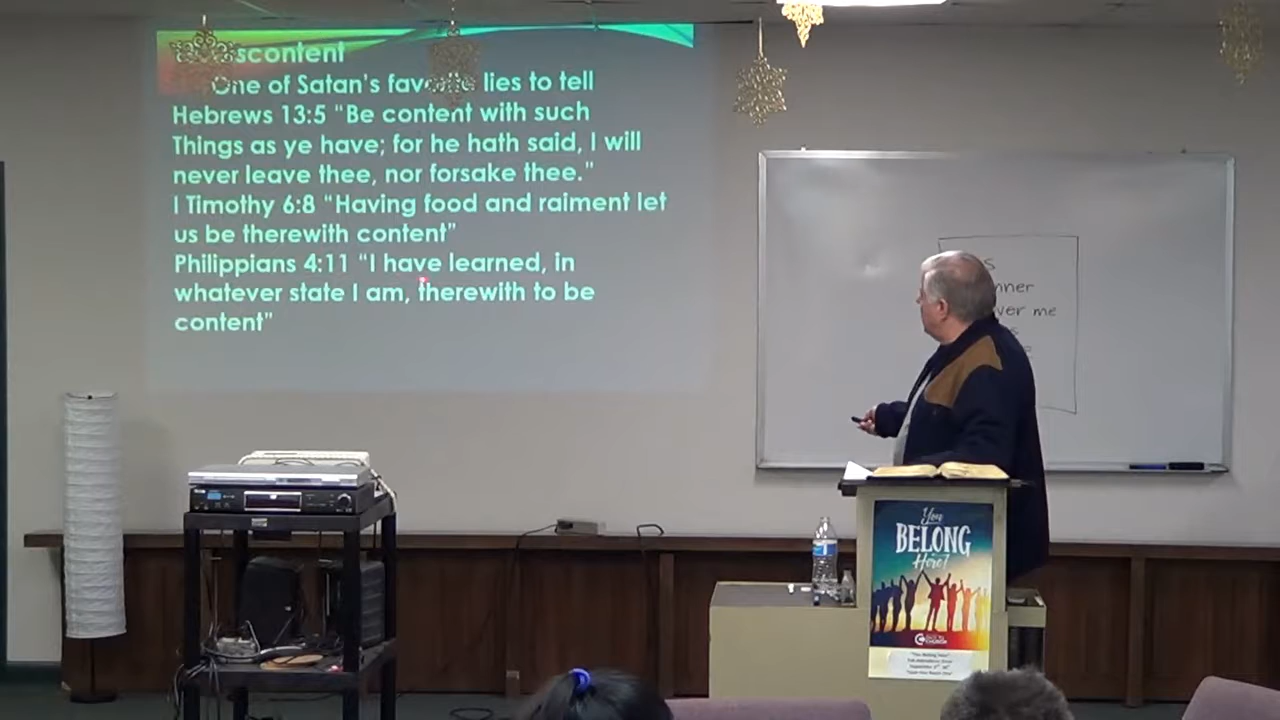 scontent
One of Satan's lies to tell
Hebrews 13:5 "Be content with such
Things as ye have; for he hath said, I will
never leave thee, nor forsake thee."
I Timothy 6:8 "Having food and raiment let
us be therewith content"
Philippians 4:11 "I have learned, in
whatever state I am, therewith to be
content"
ver me
You
BELONG
Here!
CHURCH